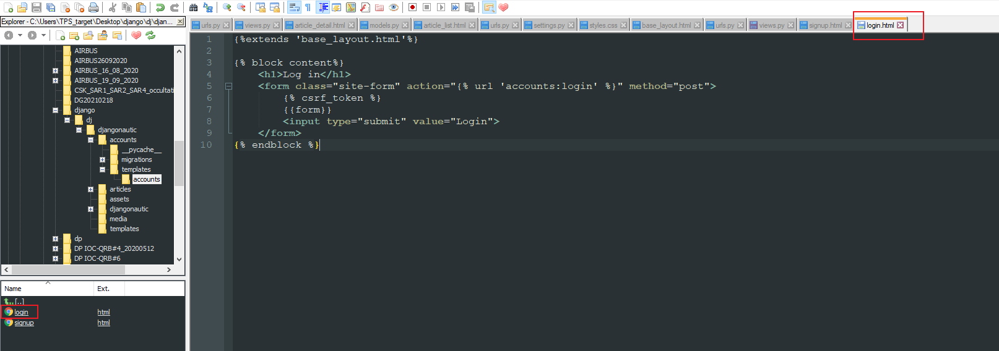 Explorer - C:\Users\TPS_target\Desktop\django\dj\djan...
AIRBUS
AIRBUS26092020
AIRBUS_16_08_2020
AIRBUS_19_09_2020
CSK_SAR1_SAR2_SAR4_occultati
DG20210218
django
dj
djangonautic
accounts
__pycache__
migrations
templates
accounts
articles
assets
djangonautic
media
templates
dp
DP IOC-QRB#4_20200512
DP IOC-QRB#6
Name Ext.
[..]
login html
signup html
urls.py views.py article_detail.html models.py article_list.html urls.py settings.py styles.css base_layout.html urls.py views.py signup.html login.html
1 {%extends 'base_layout.html'%}
2
3 {% block content%}
4 <h1>Log in</h1>
5 <form class="site-form" action="{% url 'accounts:login' %}" method="post">
6 {% csrf_token %}
7 {{form}}
8 <input type="submit" value="Login">
9 </form>
10 {% endblock %}